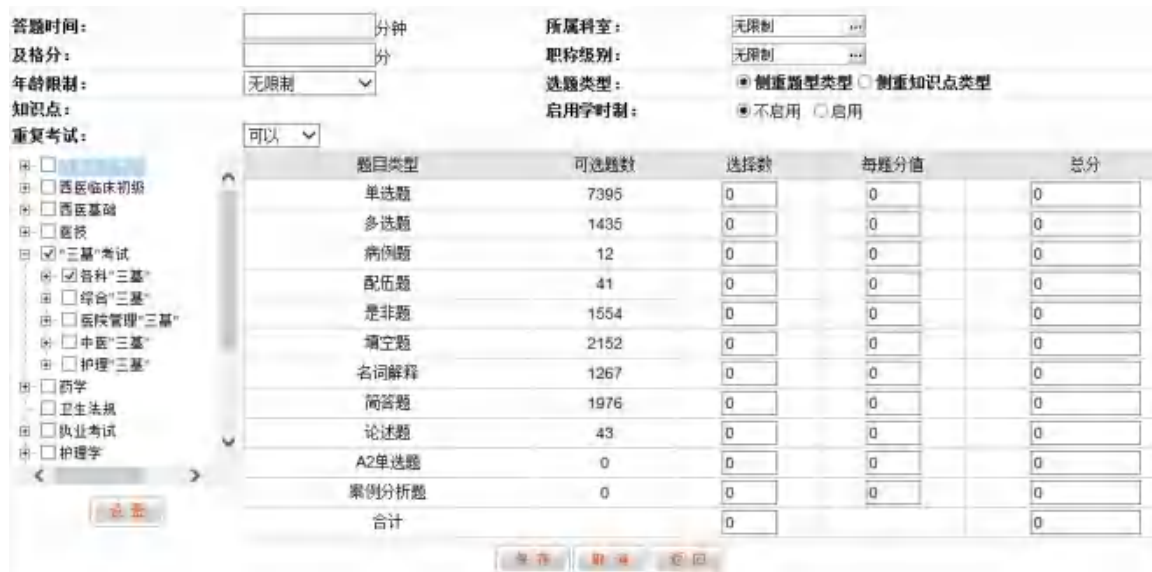 答题时间： 分钟 所属科室： 无限制 ...
及格分： 分 职称级别： 无限制 ...
年龄限制： 无限制 选题类型： 侧重题型类型 侧重知识点类型
知识点： 启用学时制： 不启用 启用
重复考试： 可以
西医临床初级
西医基础
医技
"三基"考试
各科"三基"
综合"三基"
医院管理"三基"
中医"三基"
护理"三基"
药学
卫生法规
执业考试
护理学
设 置
题目类型 可选题数 选择数 每题分值 总分
单选题 7395 0 0 0
多选题 1435 0 0 0
病例题 12 0 0 0
配伍题 41 0 0 0
是非题 1554 0 0 0
填空题 2152 0 0 0
名词解释 1267 0 0 0
简答题 1976 0 0 0
论述题 43 0 0 0
A2单选题 0 0 0 0
案例分析题 0 0 0 0
合计 0 0
保 存 取 消 返 回